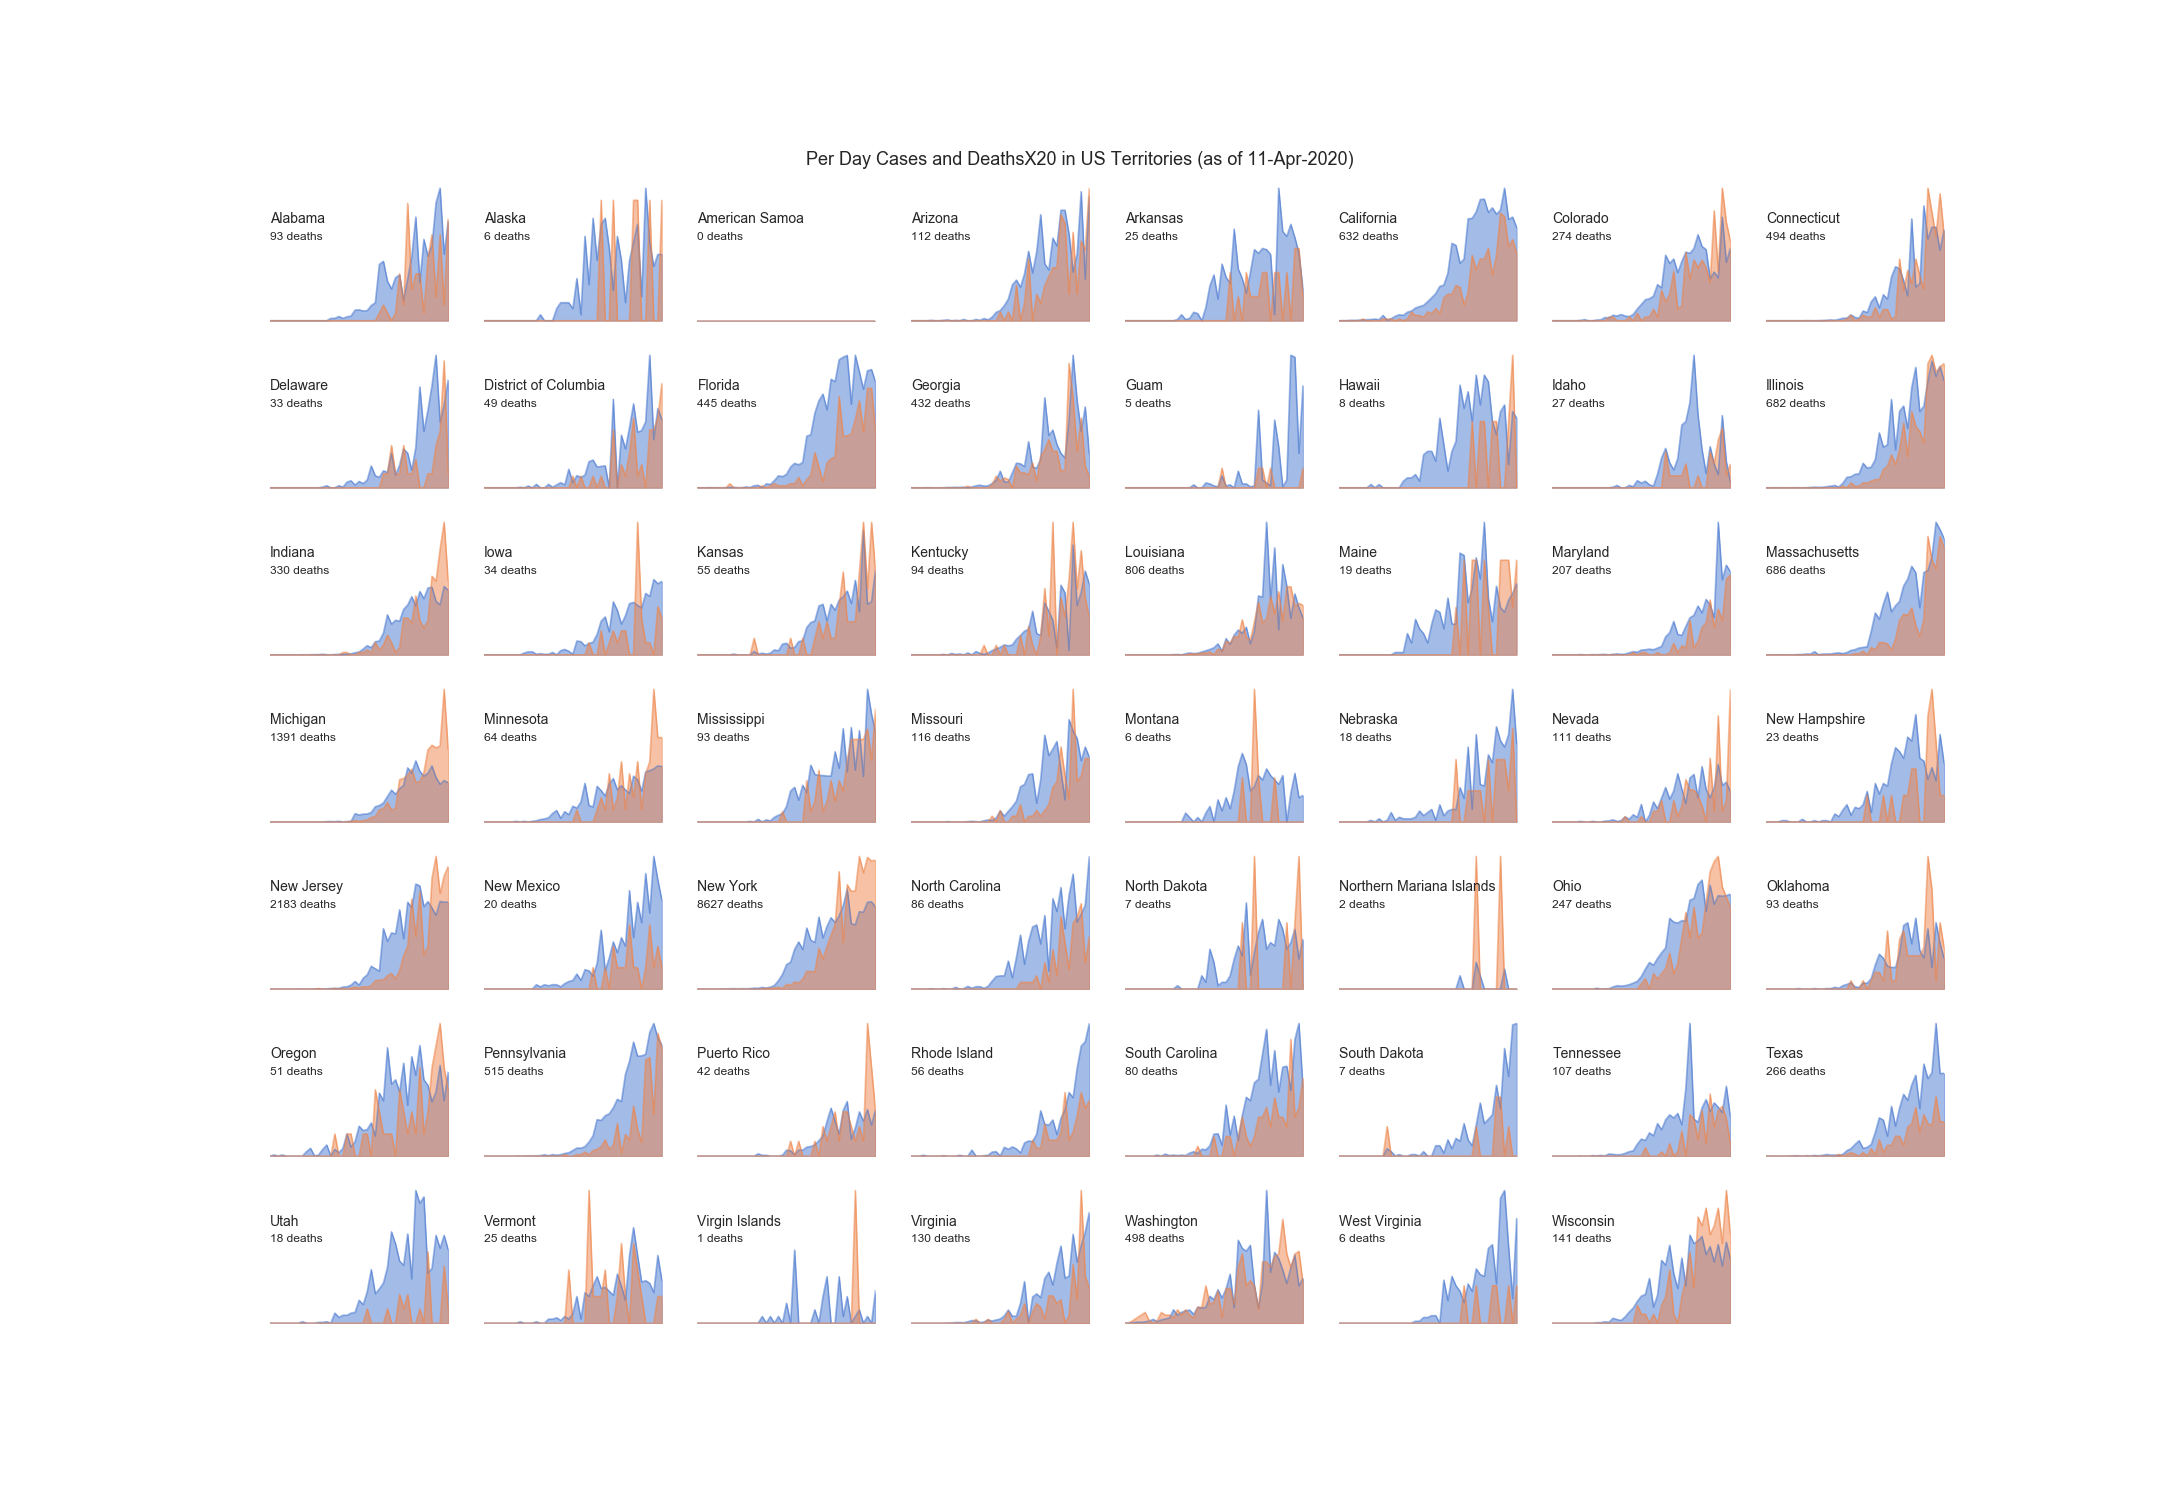 Per Day Cases and DeathsX20 in US Territories (as of 11-Apr-2020)
Alabama
93 deaths
Alaska
6 deaths
American Samoa
0 deaths
Arizona
112 deaths
Arkansas
25 deaths
California
632 deaths
Colorado
274 deaths
Connecticut
494 deaths
Delaware
33 deaths
District of Columbia
49 deaths
Florida
445 deaths
Georgia
432 deaths
Guam
5 deaths
Hawaii
8 deaths
Idaho
27 deaths
Illinois
682 deaths
Indiana
330 deaths
Iowa
34 deaths
Kansas
55 deaths
Kentucky
94 deaths
Louisiana
806 deaths
Maine
19 deaths
Maryland
207 deaths
Massachusetts
686 deaths
Michigan
1391 deaths
Minnesota
64 deaths
Mississippi
93 deaths
Missouri
116 deaths
Montana
6 deaths
Nebraska
18 deaths
Nevada
111 deaths
New Hampshire
23 deaths
New Jersey
2183 deaths
New Mexico
20 deaths
New York
8627 deaths
North Carolina
86 deaths
North Dakota
7 deaths
Northern Mariana Islands
2 deaths
Ohio
247 deaths
Oklahoma
93 deaths
Oregon
51 deaths
Pennsylvania
515 deaths
Puerto Rico
42 deaths
Rhode Island
56 deaths
South Carolina
80 deaths
South Dakota
7 deaths
Tennessee
107 deaths
Texas
266 deaths
Utah
18 deaths
Vermont
25 deaths
Virgin Islands
1 deaths
Virginia
130 deaths
Washington
498 deaths
West Virginia
6 deaths
Wisconsin
141 deaths